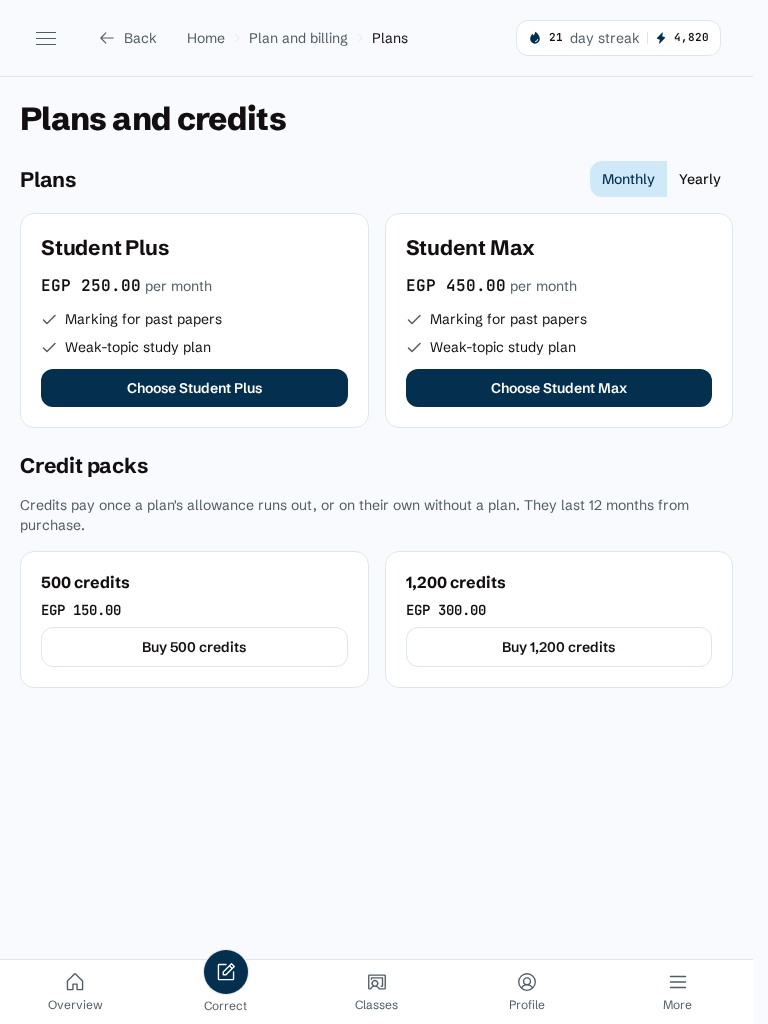 Back Home Plan and billing Plans 21 day streak 4,820
Plans and credits
Plans Monthly Yearly
Student Plus
EGP 250.00 per month
Marking for past papers
Weak-topic study plan
Choose Student Plus
Student Max
EGP 450.00 per month
Marking for past papers
Weak-topic study plan
Choose Student Max
Credit packs
Credits pay once a plan's allowance runs out, or on their own without a plan. They last 12 months from
purchase.
500 credits
EGP 150.00
Buy 500 credits
1,200 credits
EGP 300.00
Buy 1,200 credits
Overview Correct Classes Profile More